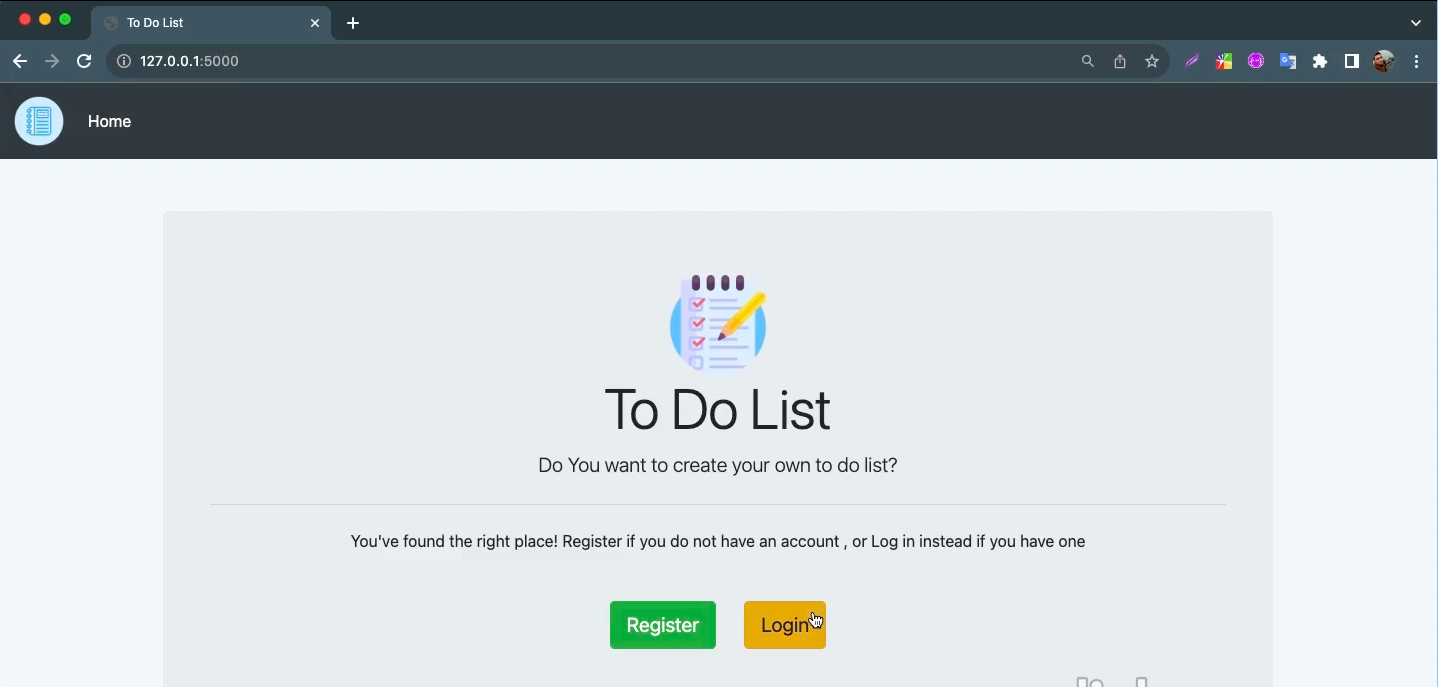 To Do List
127.0.0.1:5000
Home
To Do List
Do You want to create your own to do list?
You've found the right place! Register if you do not have an account , or Log in instead if you have one
Register
Login